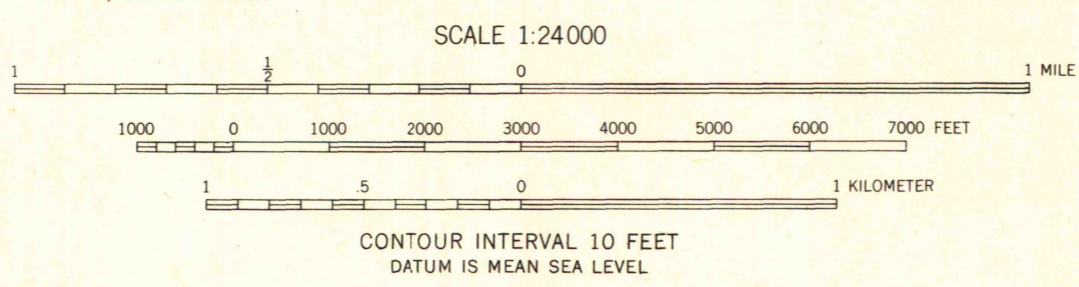 SCALE 1:24000
1 ½ 0 1 MILE
1000 0 1000 2000 3000 4000 5000 6000 7000 FEET
1 .5 0 1 KILOMETER
CONTOUR INTERVAL 10 FEET
DATUM IS MEAN SEA LEVEL